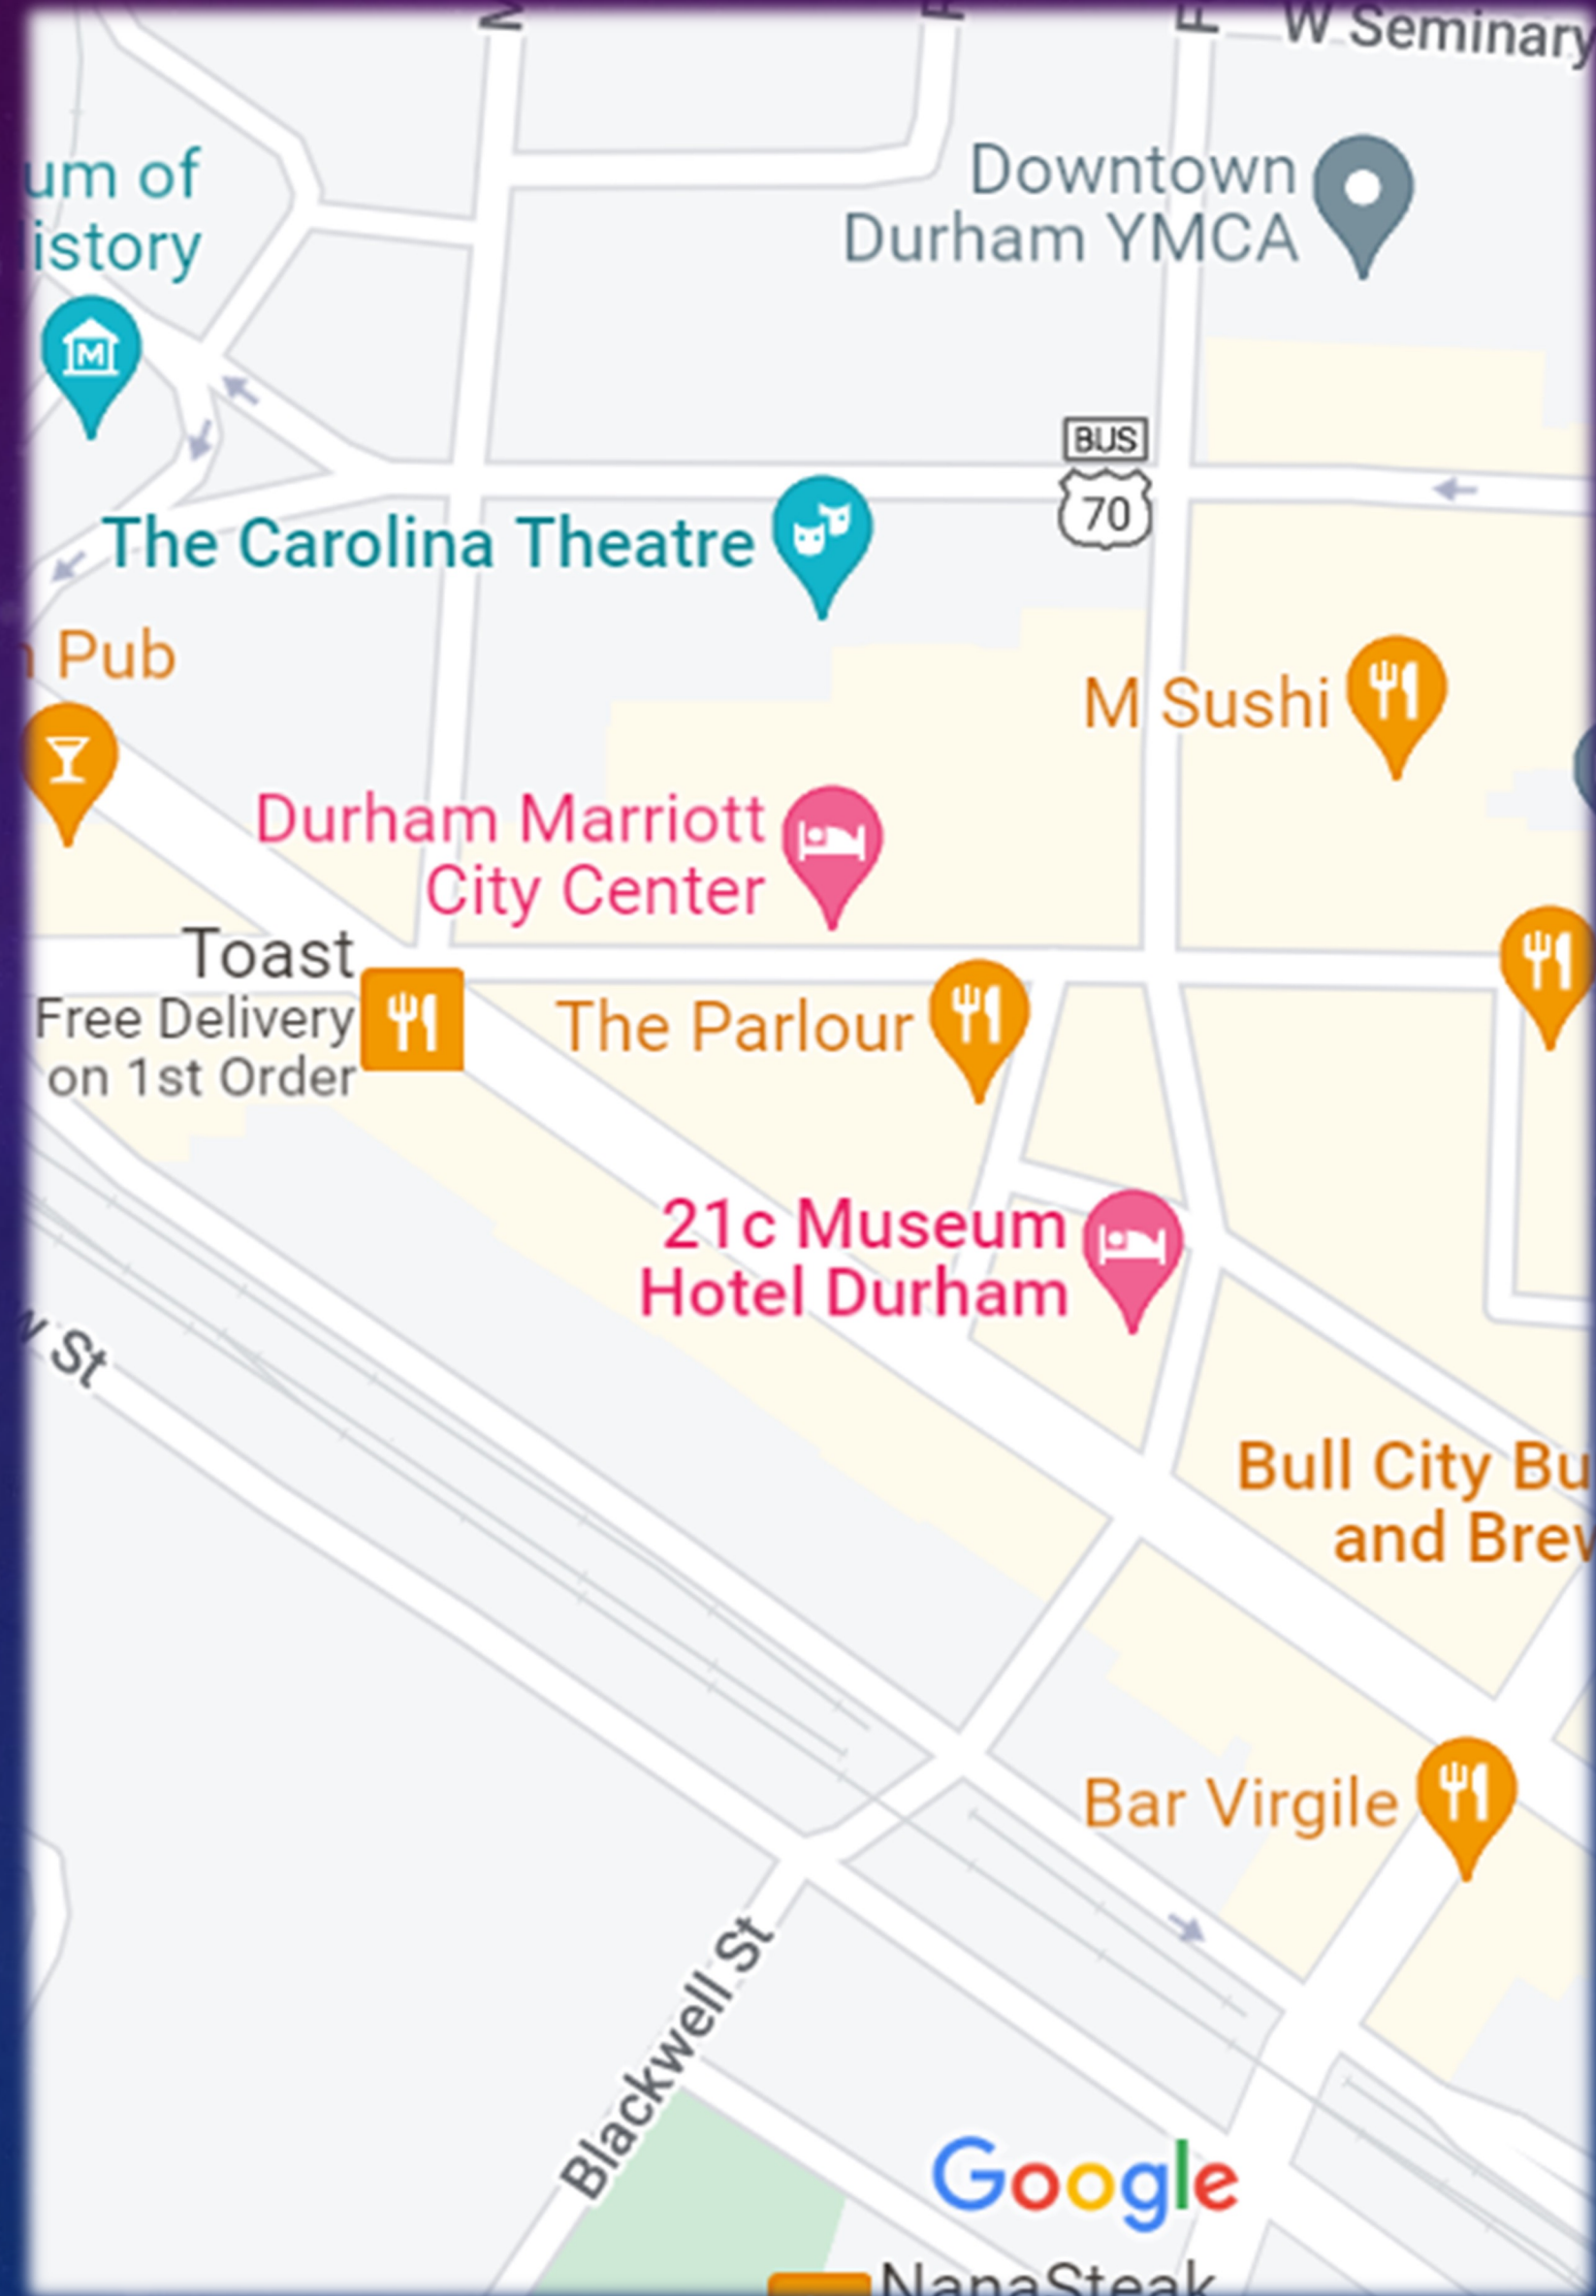 W Seminary
um of
istory
Downtown
Durham YMCA
BUS
70
The Carolina Theatre
Pub
M Sushi
Durham Marriott
City Center
Toast
Free Delivery
on 1st Order
The Parlour
21c Museum
Hotel Durham
St
Bull City Bu
and Brew
Bar Virgile
Blackwell St
Google
NanaSteak